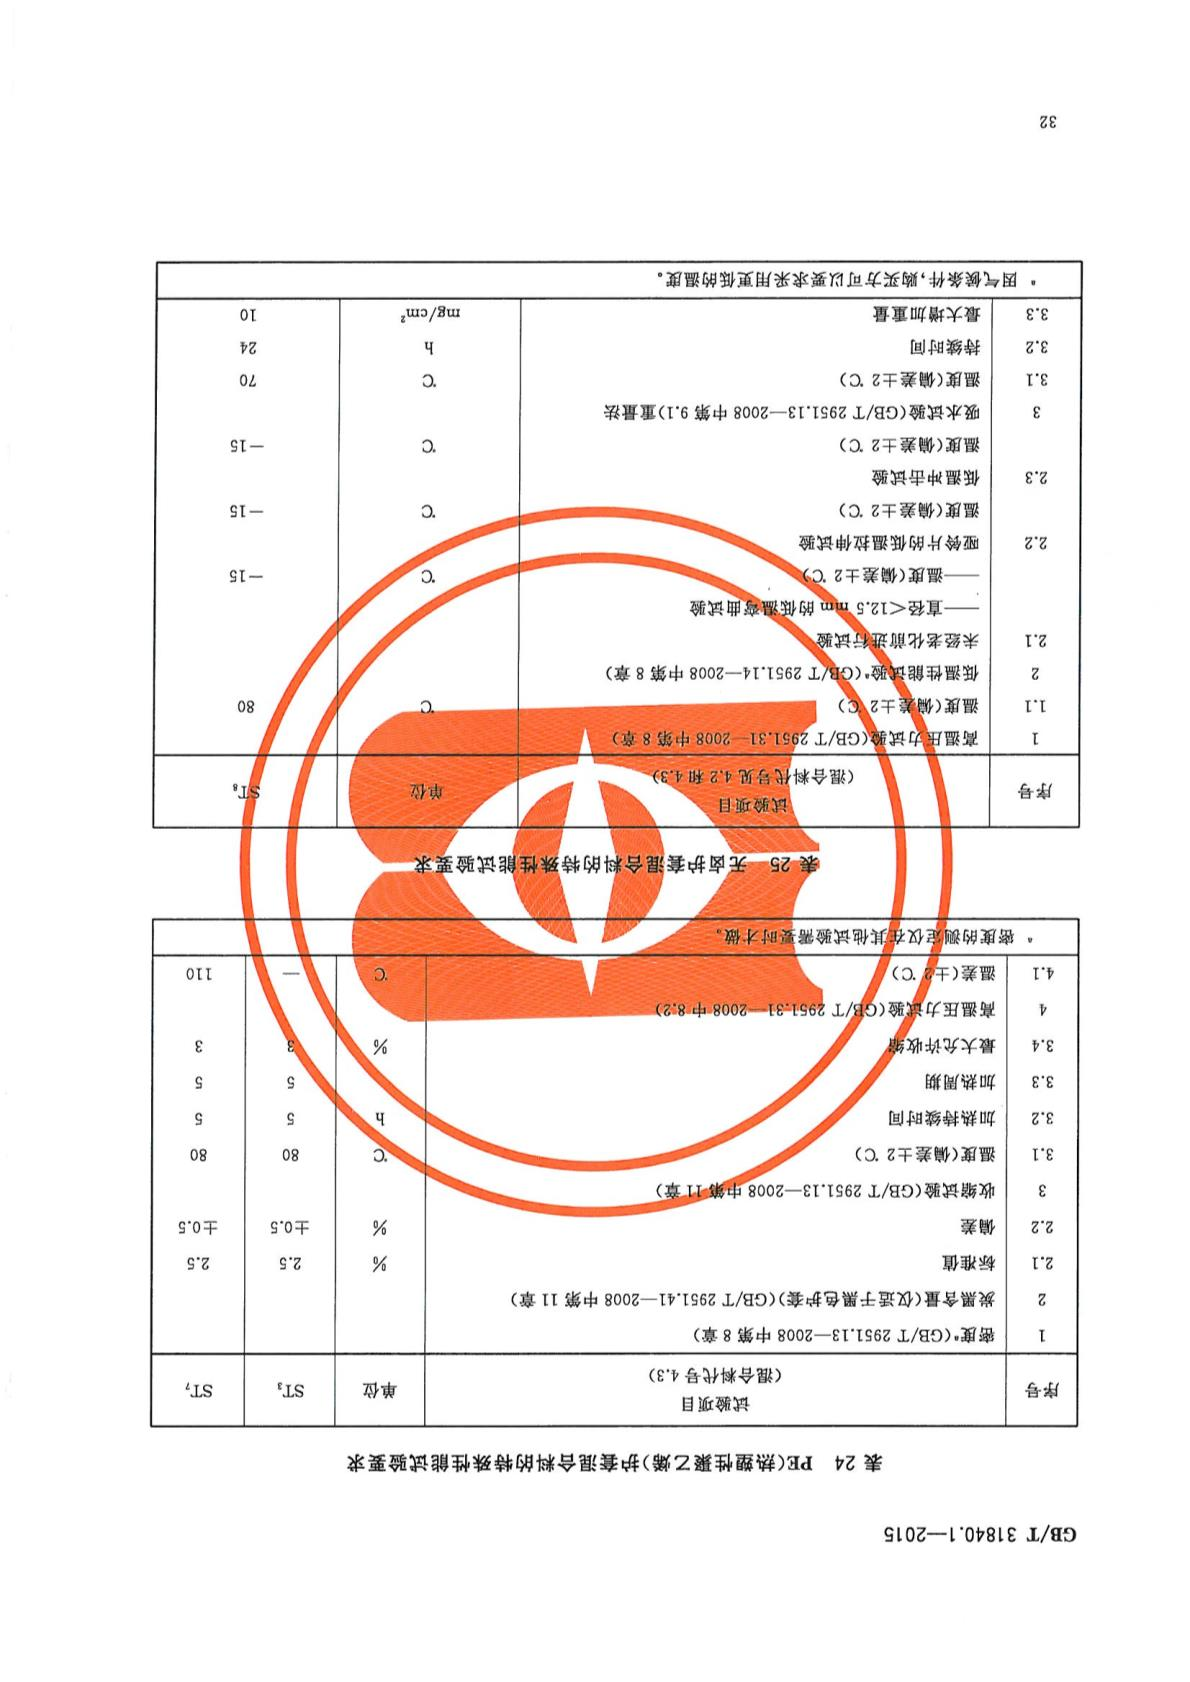 GB/T 31840.1—2015
表 24 PE(热塑性聚乙烯)护套混合料的特殊性能试验要求
序号 试验项目 单位 ST₃ ST₇
(混合料代号 4.3)
1 密度ᵃ(GB/T 2951.13—2008 中第 8 章)
2 炭黑含量(仅适于黑色护套)(GB/T 2951.41—2008 中第 11 章)
2.1 标准值 % 2.5 2.5
2.2 偏差 % ±0.5 ±0.5
3 收缩试验(GB/T 2951.13—2008 中第 11 章)
3.1 温度(偏差±2 ℃) ℃ 80 80
3.2 加热持续时间 h 5 5
3.3 加热周期 5 5
3.4 最大允许收缩 % 3 3
4 高温压力试验(GB/T 2951.31—2008 中 8.2)
4.1 温差(±2 ℃) ℃ — 110
ᵃ 密度的测定仅在其他试验需要时才做。
表 25 无卤护套混合料的特殊性能试验要求
序号 试验项目 单位 ST₈
(混合料代号见 4.2 和 4.3)
1 高温压力试验(GB/T 2951.31—2008 中第 8 章)
1.1 温度(偏差±2 ℃) ℃ 80
2 低温性能试验ᵃ(GB/T 2951.14—2008 中第 8 章)
2.1 未经老化前进行试验
——直径<12.5 mm 的低温弯曲试验
——温度(偏差±2 ℃) ℃ —15
2.2 哑铃片的低温拉伸试验
温度(偏差±2 ℃) ℃ —15
2.3 低温冲击试验
温度(偏差±2 ℃) ℃ —15
3 吸水试验(GB/T 2951.13—2008 中第 9.1)重量法
3.1 温度(偏差±2 ℃) ℃ 70
3.2 持续时间 h 24
3.3 最大增加重量 mg/cm² 10
ᵃ 因气候条件,购买方可以要求采用更低的温度。
32